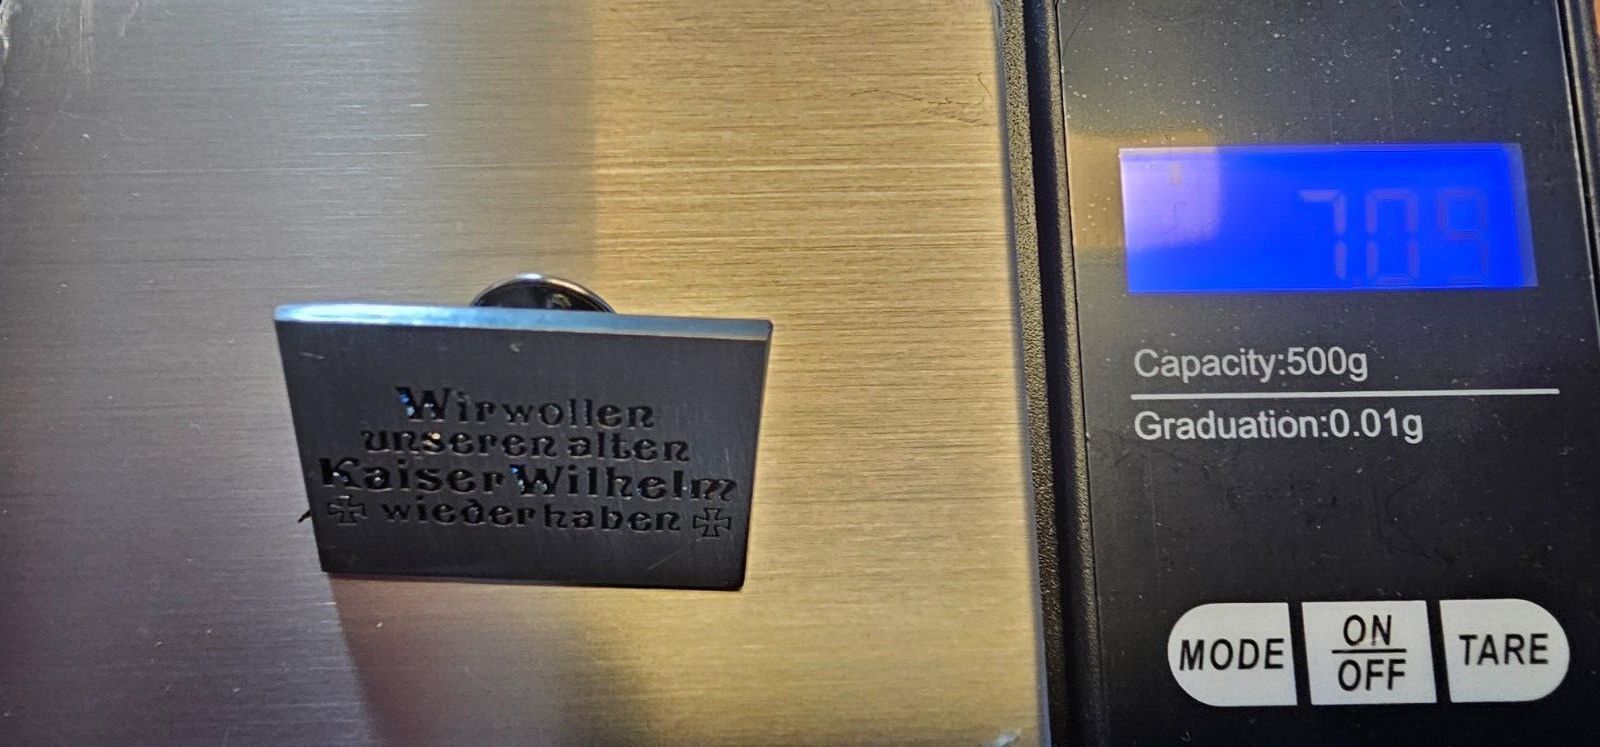 Wir wollen
unseren alten
Kaiser Wilhelm
wieder haben
7.09
Capacity:500g
Graduation:0.01g
MODE
ON
OFF
TARE